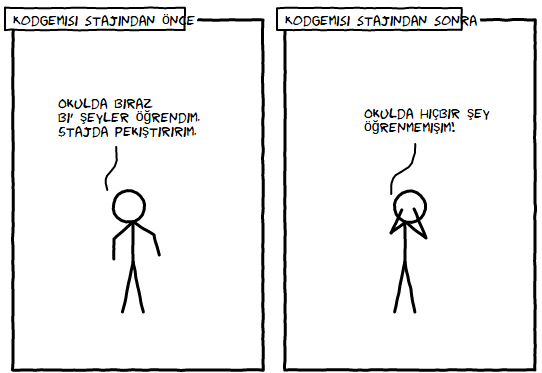 KODGEMISI STAJINDAN ÖNCE
OKULDA BIRAZ
BI' ŞEYLER ÖĞRENDIM.
STAJDA PEKIŞTIRIRIM.
KODGEMISI STAJINDAN SONRA
OKULDA HIÇBIR ŞEY
ÖĞRENMEMIŞIM!